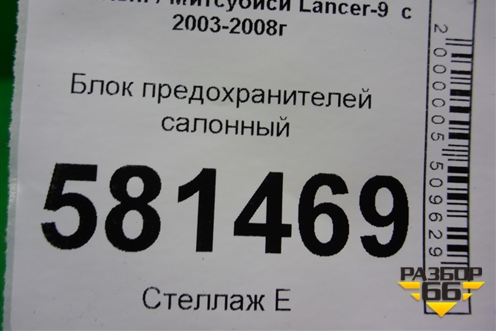 / Митсубиси Lancer-9 с
2003-2008г
Блок предохранителей
салонный
581469
Стеллаж Е
2000005509629
РАЗБОР
66